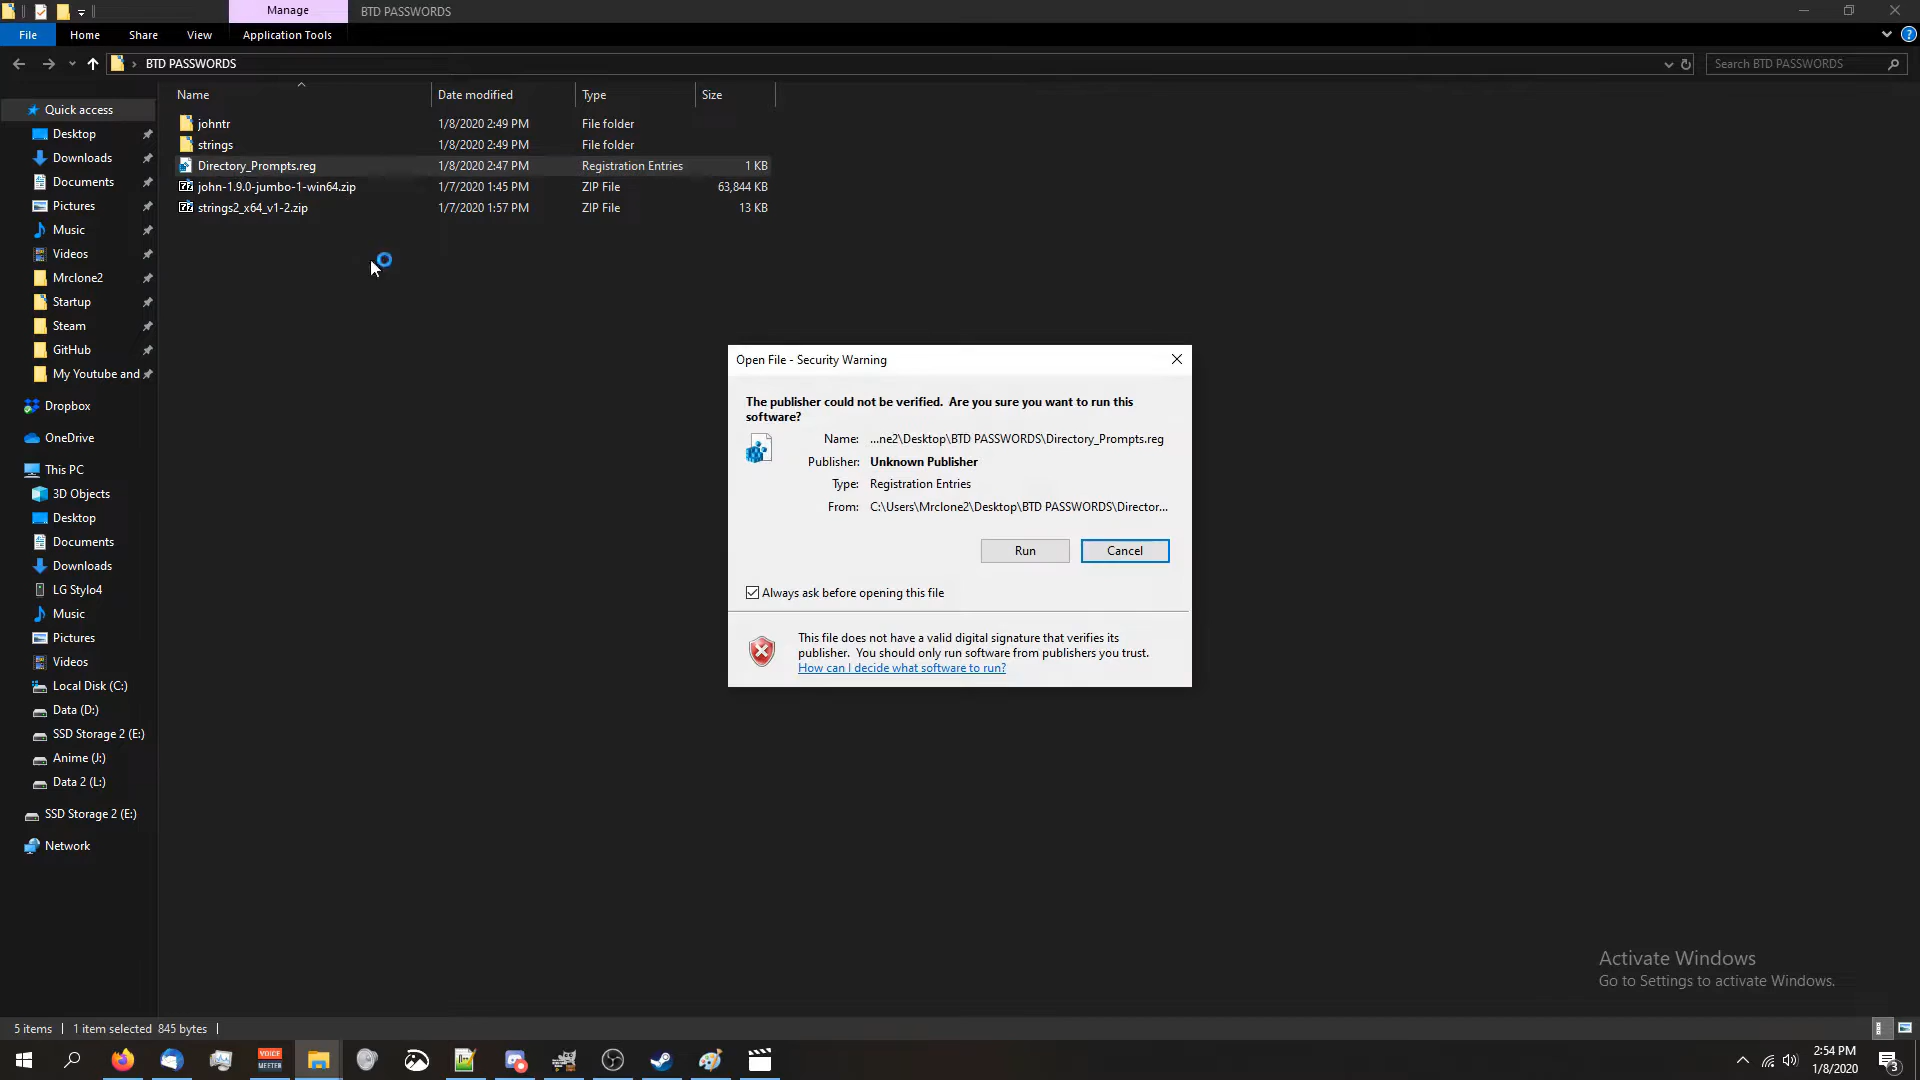 Manage
BTD PASSWORDS
File
Home
Share
View
Application Tools
BTD PASSWORDS
Search BTD PASSWORDS
Name
Date modified
Type
Size
johntr
1/8/2020 2:49 PM
File folder
strings
1/8/2020 2:49 PM
File folder
Directory_Prompts.reg
1/8/2020 2:47 PM
Registration Entries
1 KB
john-1.9.0-jumbo-1-win64.zip
1/7/2020 1:45 PM
ZIP File
63,844 KB
strings2_x64_v1-2.zip
1/7/2020 1:57 PM
ZIP File
13 KB
Quick access
Desktop
Downloads
Documents
Pictures
Music
Videos
Mrclone2
Startup
Steam
GitHub
My Youtube and
Dropbox
OneDrive
This PC
3D Objects
Desktop
Documents
Downloads
LG Stylo4
Music
Pictures
Videos
Local Disk (C:)
Data (D:)
SSD Storage 2 (E:)
Anime (J:)
Data 2 (L:)
SSD Storage 2 (E:)
Network
Open File - Security Warning
The publisher could not be verified. Are you sure you want to run this
software?
Name: ...ne2\Desktop\BTD PASSWORDS\Directory_Prompts.reg
Publisher: Unknown Publisher
Type: Registration Entries
From: C:\Users\Mrclone2\Desktop\BTD PASSWORDS\Director...
Run
Cancel
Always ask before opening this file
This file does not have a valid digital signature that verifies its
publisher. You should only run software from publishers you trust.
How can I decide what software to run?
Activate Windows
Go to Settings to activate Windows.
5 items
1 item selected 845 bytes
VOICE
MEETER
2:54 PM
1/8/2020
3